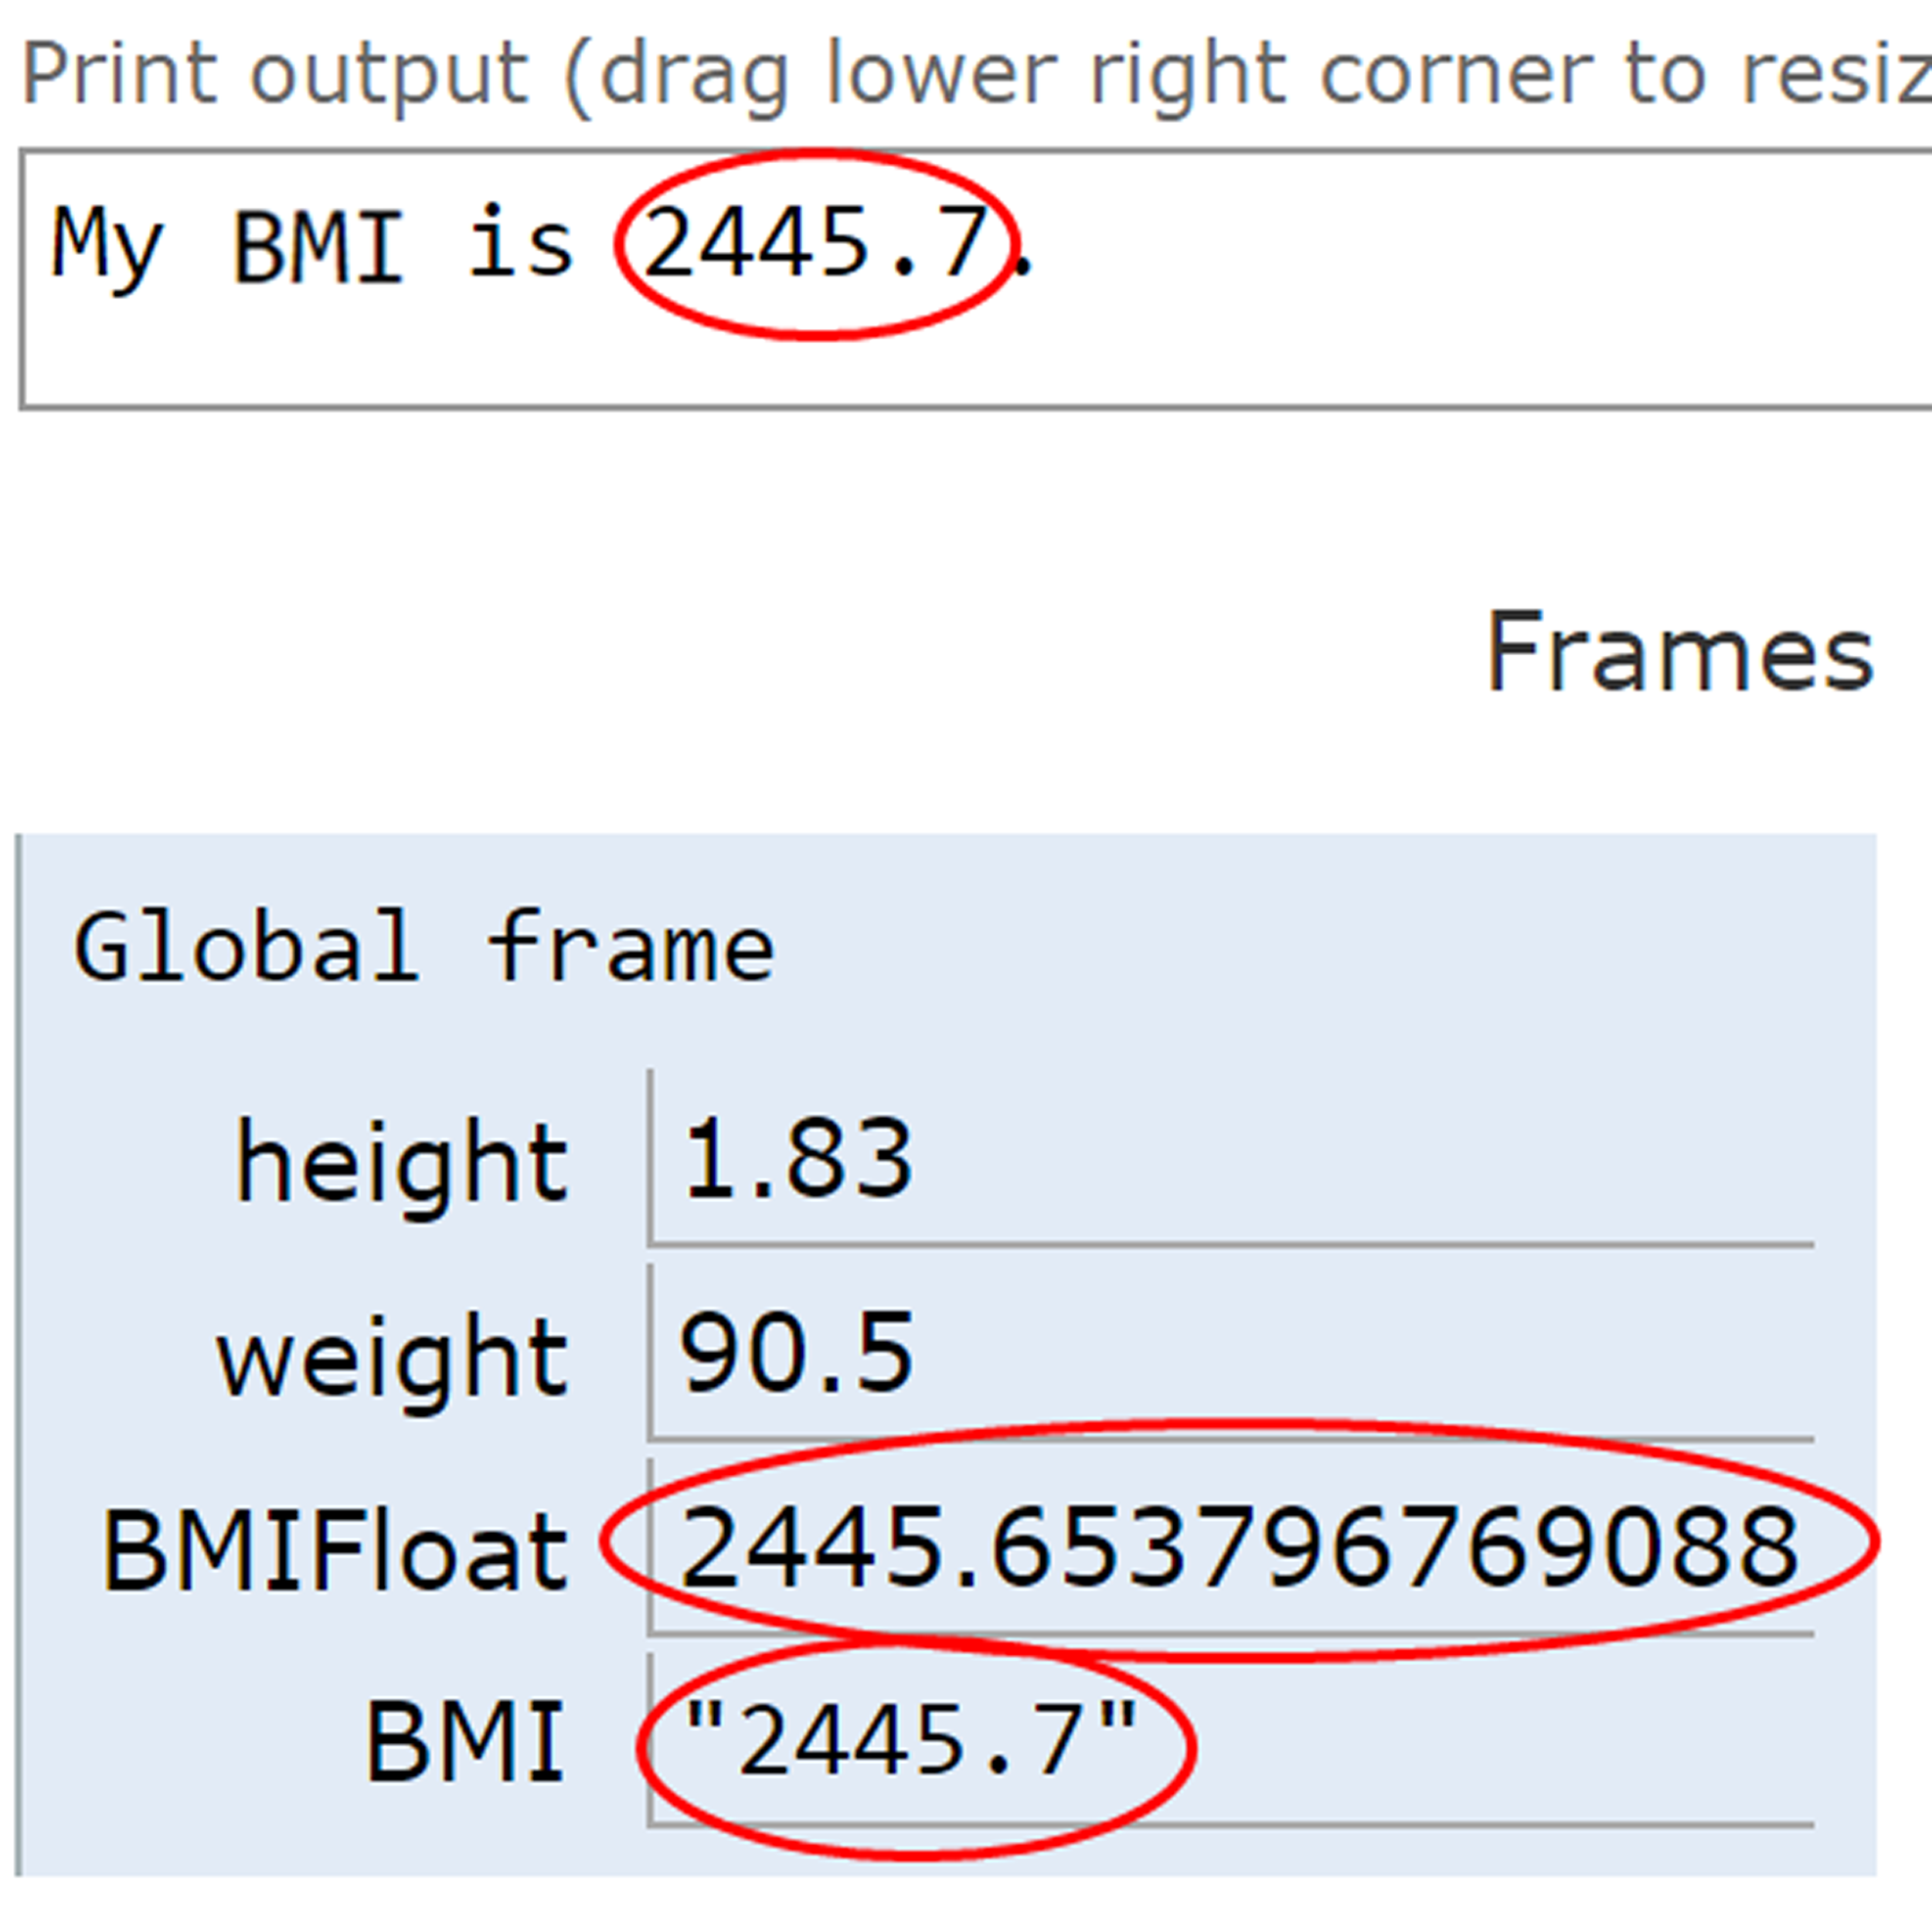 Print output (drag lower right corner to resiz
My BMI is 2445.7.
Frames
Global frame
height 1.83
weight 90.5
BMIFloat 2445.653796769088
BMI "2445.7"